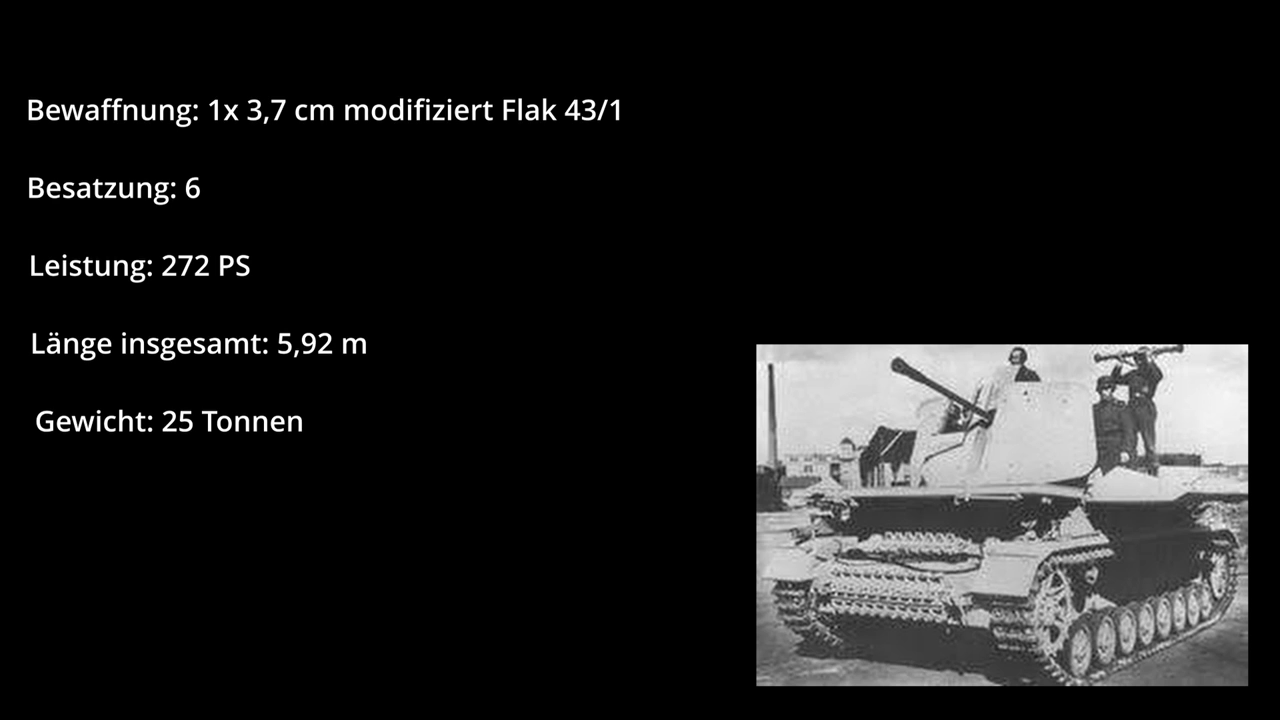 Bewaffnung: 1x 3,7 cm modifiziert Flak 43/1
Besatzung: 6
Leistung: 272 PS
Länge insgesamt: 5,92 m
Gewicht: 25 Tonnen